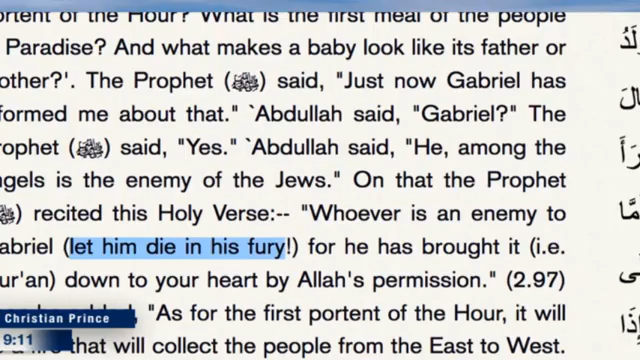 ortent of the Hour? What is the first meal of the people
Paradise? And what makes a baby look like its father or
other?'. The Prophet (ﷺ) said, "Just now Gabriel has
formed me about that." `Abdullah said, "Gabriel?" The
rophet (ﷺ) said, "Yes." `Abdullah said, "He, among the
ngels is the enemy of the Jews." On that the Prophet
) recited this Holy Verse:-- "Whoever is an enemy to
abriel (let him die in his fury!) for he has brought it (i.e.
ur'an) down to your heart by Allah's permission." (2.97)
"As for the first portent of the Hour, it will
that will collect the people from the East to West.
Christian Prince
9:11
مَّا
إِذَا